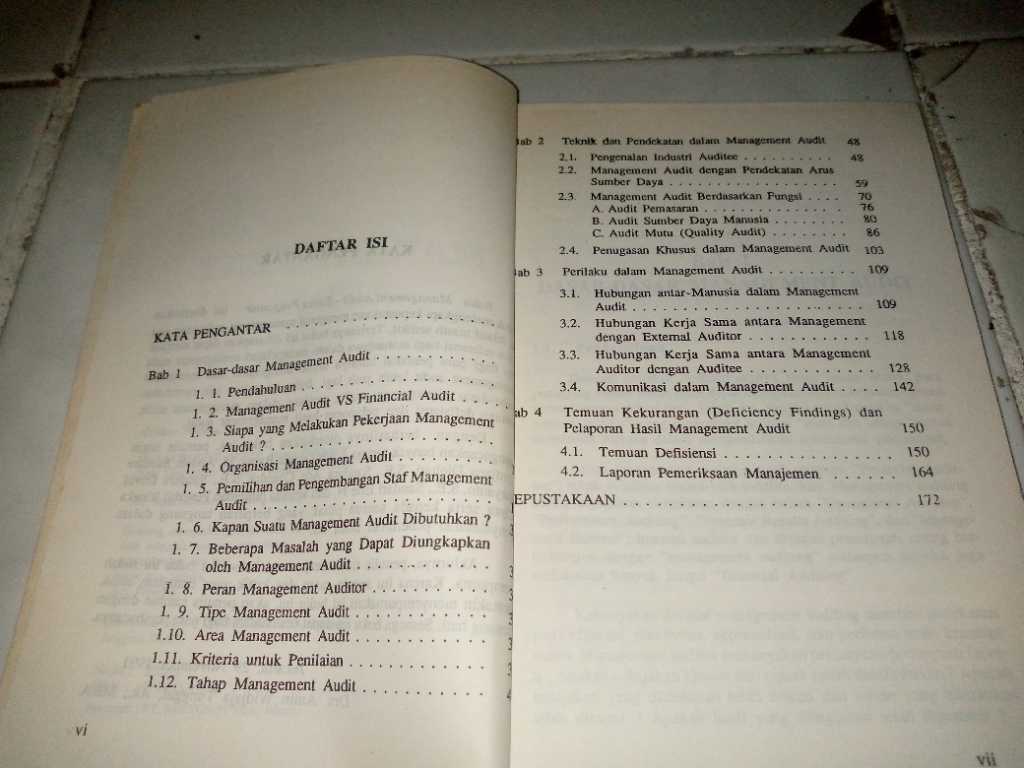 DAFTAR ISI
KATA PENGANTAR . . . . . . . . . . . . . . . . . . .
Bab 1 Dasar-dasar Management Audit . . . . . . . . . . .
1. 1. Pendahuluan . . . . . . . . . . . . . . . . . .
1. 2. Management Audit VS Financial Audit . . . . .
1. 3. Siapa yang Melakukan Pekerjaan Management
Audit ? . . . . . . . . . . . . . . . . . . . . .
1. 4. Organisasi Management Audit . . . . . . . . .
1. 5. Pemilihan dan Pengembangan Staf Management
Audit . . . . . . . . . . . . . . . . . . . . . .
1. 6. Kapan Suatu Management Audit Dibutuhkan ?
1. 7. Beberapa Masalah yang Dapat Diungkapkan
oleh Management Audit . . . . . . . . . . . .
1. 8. Peran Management Auditor . . . . . . . . . . .
1. 9. Tipe Management Audit . . . . . . . . . . . .
1.10. Area Management Audit . . . . . . . . . . . .
1.11. Kriteria untuk Penilaian . . . . . . . . . . . .
1.12. Tahap Management Audit . . . . . . . . . . .
vi
Bab 2 Teknik dan Pendekatan dalam Management Audit 48
2.1. Pengenalan Industri Auditee . . . . . . . . . . 48
2.2. Management Audit dengan Pendekatan Arus
Sumber Daya . . . . . . . . . . . . . . . . . . 59
2.3. Management Audit Berdasarkan Fungsi . . . . 70
A. Audit Pemasaran . . . . . . . . . . . . . . . 76
B. Audit Sumber Daya Manusia . . . . . . . . 80
C. Audit Mutu (Quality Audit) . . . . . . . . 86
2.4. Penugasan Khusus dalam Management Audit 103
Bab 3 Perilaku dalam Management Audit . . . . . . . . . 109
3.1. Hubungan antar-Manusia dalam Management
Audit . . . . . . . . . . . . . . . . . . . . . . . 109
3.2. Hubungan Kerja Sama antara Management
dengan External Auditor . . . . . . . . . . . . 118
3.3. Hubungan Kerja Sama antara Management
Auditor dengan Auditee . . . . . . . . . . . . 128
3.4. Komunikasi dalam Management Audit . . . . 142
ab 4 Temuan Kekurangan (Deficiency Findings) dan
Pelaporan Hasil Management Audit 150
4.1. Temuan Defisiensi . . . . . . . . . . . . . . . . 150
4.2. Laporan Pemeriksaan Manajemen . . . . . . 164
EPUSTAKAAN . . . . . . . . . . . . . . . . . . . . . . . . . 172
vii